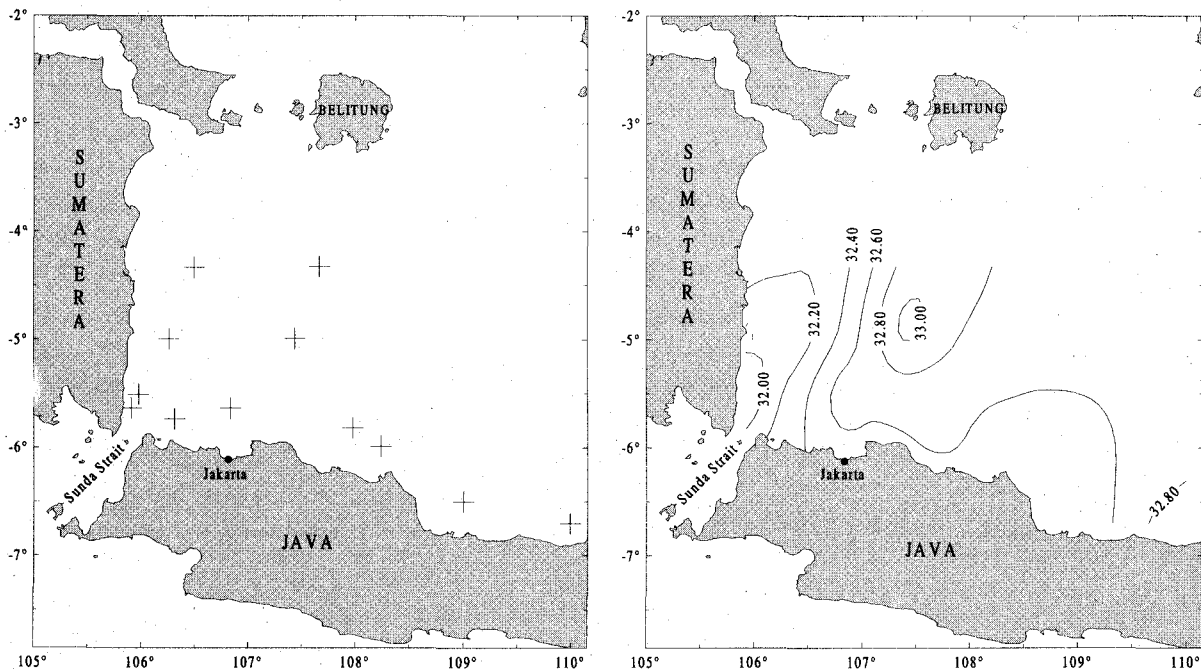 -2°
-3°
-4°
-5°
-6°
-7°
SUMATERA
BELITUNG
Sunda Strait
Jakarta
JAVA
105° 106° 107° 108° 109° 110°
-2°
-3°
-4°
-5°
-6°
-7°
SUMATERA
BELITUNG
32.40
32.60
32.20
32.80
33.00
32.00
Sunda Strait
Jakarta
-32.80-
JAVA
105° 106° 107° 108° 109° 110°